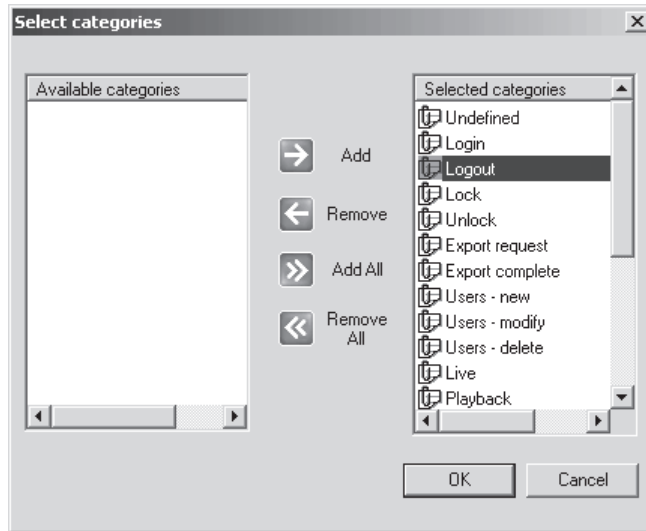 Select categories
Available categories
Add
Remove
Add All
Remove
All
Selected categories
Undefined
Login
Logout
Lock
Unlock
Export request
Export complete
Users - new
Users - modify
Users - delete
Live
Playback
OK
Cancel